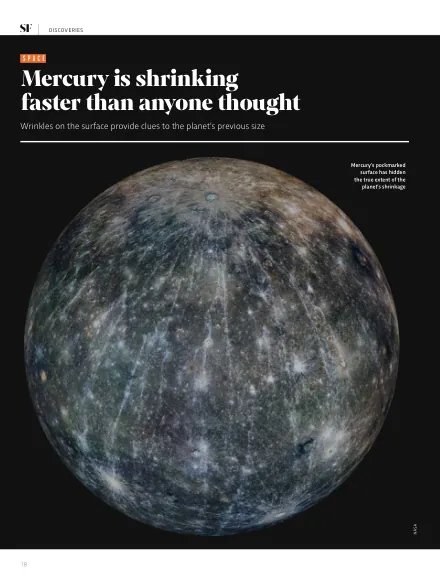 SF
DISCOVERIES
SPACE
Mercury is shrinking
faster than anyone thought
Wrinkles on the surface provide clues to the planet's previous size
Mercury's pockmarked
surface has hidden
the true extent of the
planet's shrinkage
NASA